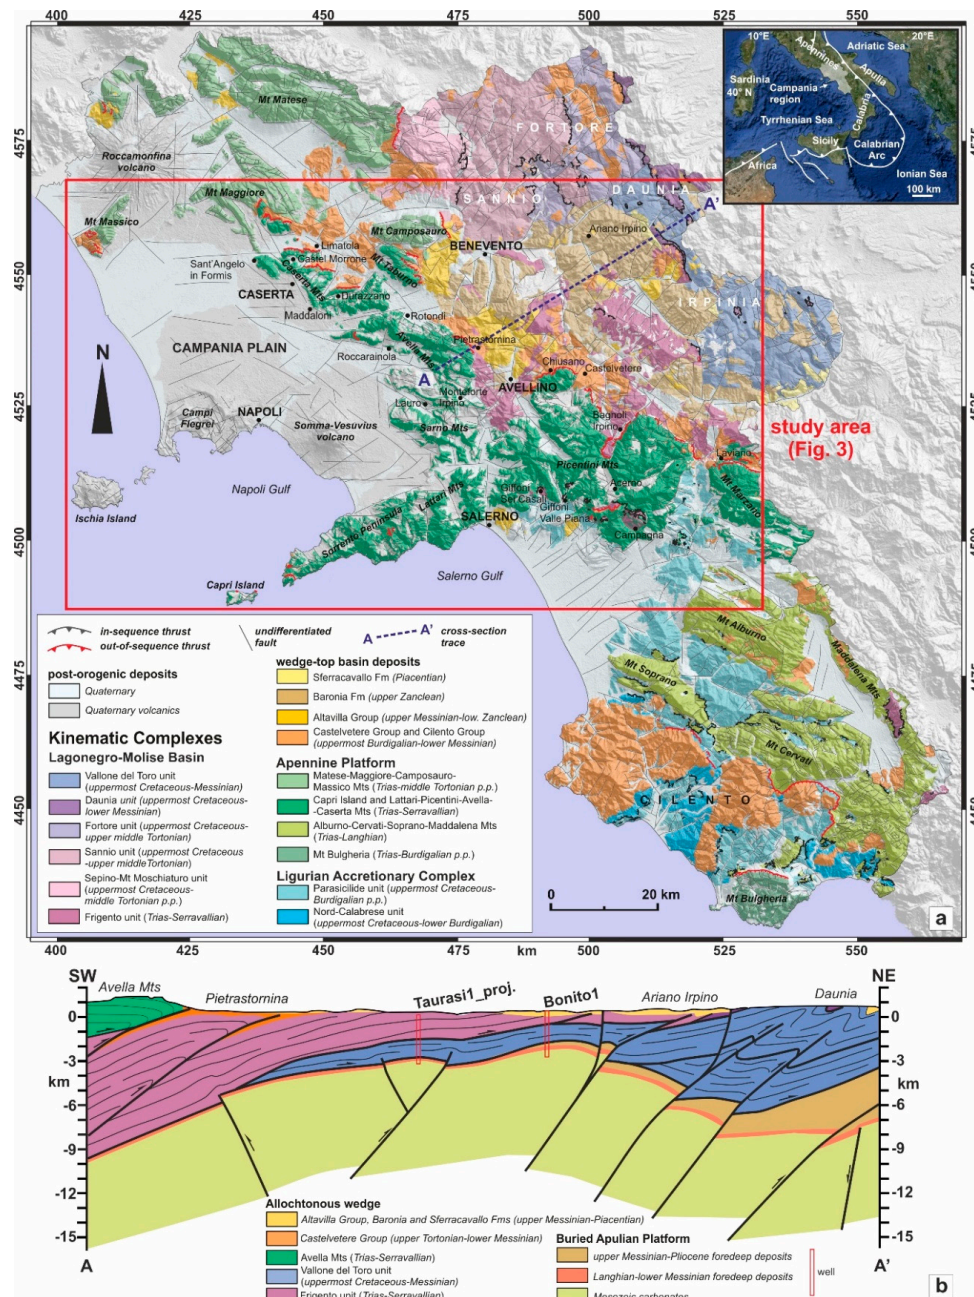 400 425 450 475 500 525 550
4575
4550
4525
4500
4475
4450
4575
425
4500
4475
4450
10°E 20°E
Adriatic Sea
Apennines
Apulia
Sardinia
40° N
Campania
region
Tyrrhenian Sea
Calabria
Sicily
Calabrian
Arc
Africa
Ionian Sea
100 km
Mt Matese
FORTORE
Roccamonfina
volcano
Mt Maggiore
DAUNIA
SANNIO
A'
Mt Massico
Mt Camposauro
Ariano Irpino
Limatola
BENEVENTO
Sant'Angelo
in Formis
Castel Morrone
Mt Taburno
Caserta Mts
CASERTA
Durazzano
IRPINIA
Maddaloni
Rotondi
CAMPANIA PLAIN
Avella Mts
Pietrastornina
Roccarainola
Chiusano
Castelvetere
N
A
AVELLINO
Monteforte
Irpino
Lauro
Campi
Flegrei
NAPOLI
Sarno Mts
Bagnoli
Irpino
study area
(Fig. 3)
Somma-Vesuvius
volcano
Laviano
Picentini Mts
Napoli Gulf
Lattari Mts
Giffoni
Sei Casali
Acerno
Mt Marzano
Ischia Island
SALERNO
Giffoni
Valle Piana
Sorrento Peninsula
Campagna
Salerno Gulf
Capri Island
Mt Alburno
Mt Soprano
Maddalena Mts
Mt Cervati
CILENTO
Mt Bulgheria
0 20 km
a
in-sequence thrust
out-of-sequence thrust
undifferentiated
fault
A A'
cross-section
trace
post-orogenic deposits
Quaternary
Quaternary volcanics
Kinematic Complexes
Lagonegro-Molise Basin
Vallone del Toro unit
(uppermost Cretaceous-Messinian)
Daunia unit (uppermost Cretaceous-
lower Messinian)
Fortore unit (uppermost Cretaceous-
upper middle Tortonian)
Sannio unit (uppermost Cretaceous
-upper middleTortonian)
Sepino-Mt Moschiaturo unit
(uppermost Cretaceous-
middle Tortonian p.p.)
Frigento unit (Trias-Serravallian)
wedge-top basin deposits
Sferracavallo Fm (Piacentian)
Baronia Fm (upper Zanclean)
Altavilla Group (upper Messinian-low. Zanclean)
Castelvetere Group and Cilento Group
(uppermost Burdigalian-lower Messinian)
Apennine Platform
Matese-Maggiore-Camposauro-
Massico Mts (Trias-middle Tortonian p.p.)
Capri Island and Lattari-Picentini-Avella-
-Caserta Mts (Trias-Serravallian)
Alburno-Cervati-Soprano-Maddalena Mts
(Trias-Langhian)
Mt Bulgheria (Trias-Burdigalian p.p.)
Ligurian Accretionary Complex
Parasicilide unit (uppermost Cretaceous-
Burdigalian p.p.)
Nord-Calabrese unit
(uppermost Cretaceous-lower Burdigalian)
400 425 450 475 km 500 525 550
SW NE
Avella Mts
Pietrastornina
Taurasi1_proj.
Bonito1
Ariano Irpino
Daunia
0
-3
km
-6
-9
-12
-15
0
-3
km
-6
-9
-12
-15
A
A'
b
Allochtonous wedge
Altavilla Group, Baronia and Sferracavallo Fms (upper Messinian-Piacentian)
Castelvetere Group (upper Tortonian-lower Messinian)
Avella Mts (Trias-Serravallian)
Vallone del Toro unit
(uppermost Cretaceous-Messinian)
Frigento unit (Trias-Serravallian)
Buried Apulian Platform
upper Messinian-Pliocene foredeep deposits
Langhian-lower Messinian foredeep deposits
Mesozoic carbonates
well